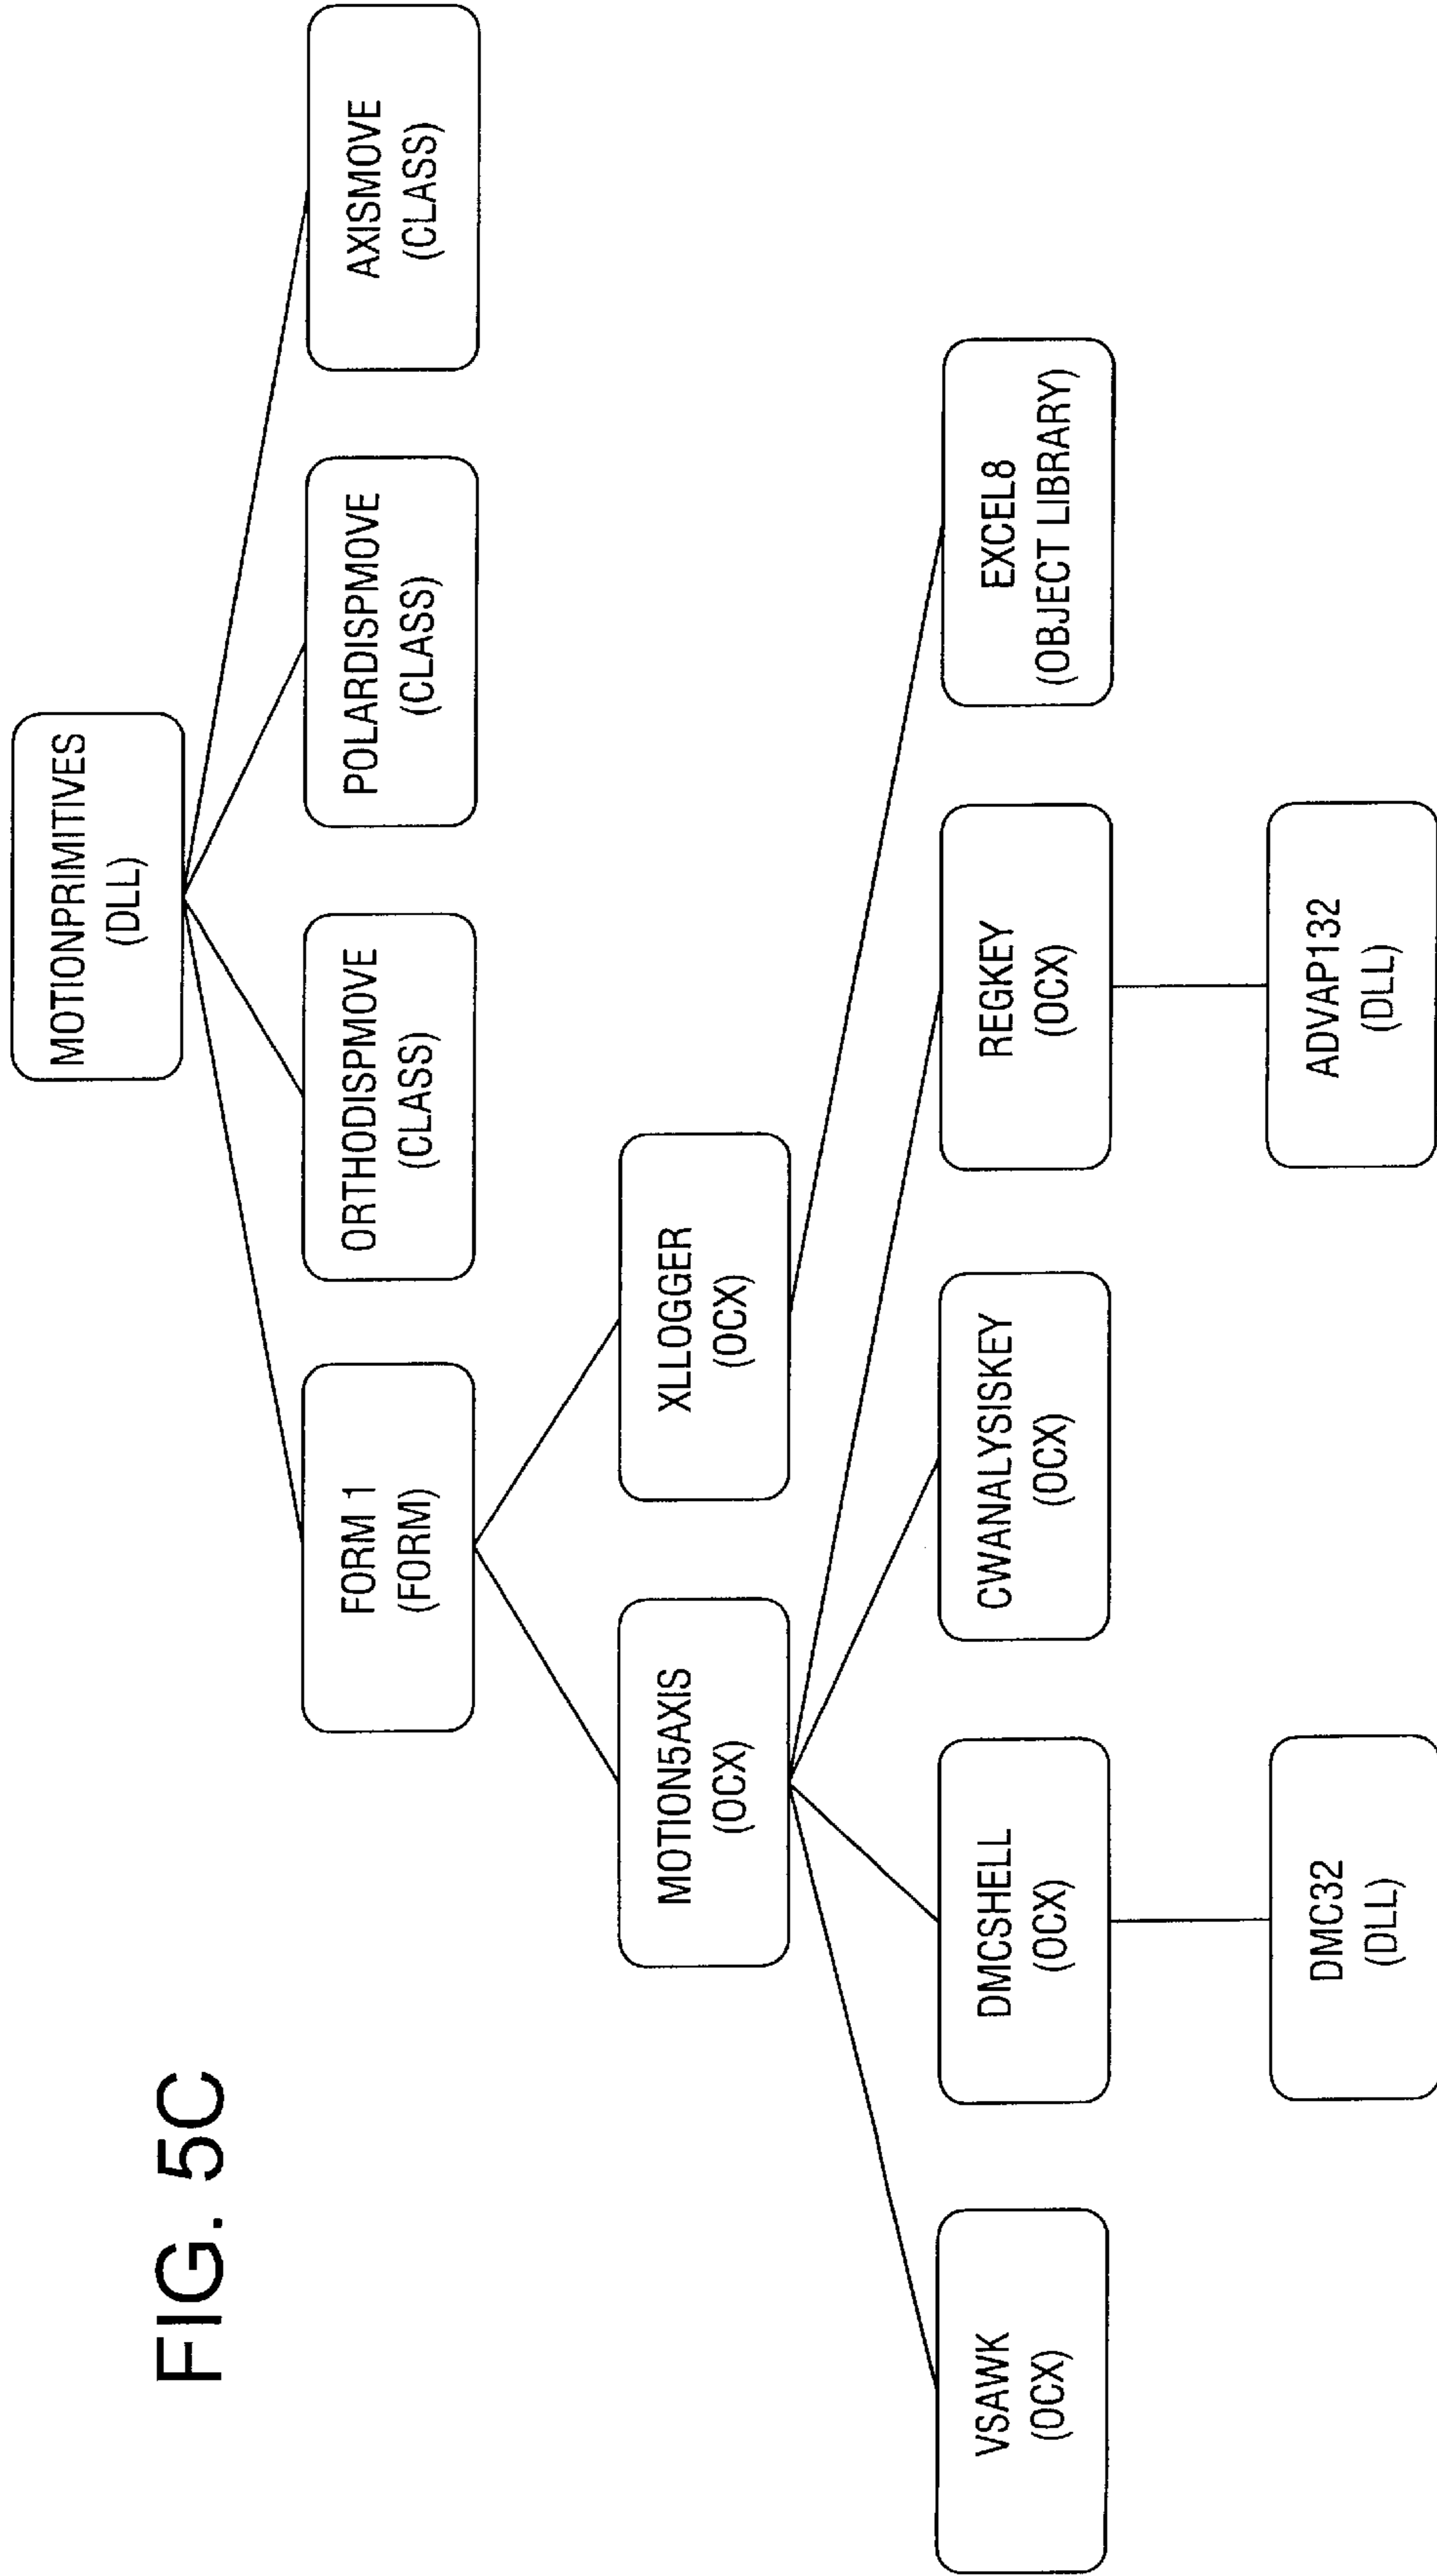 FIG. 5C
MOTIONPRIMITIVES
(DLL)
FORM 1
(FORM)
ORTHODISPMOVE
(CLASS)
POLARDISPMOVE
(CLASS)
AXISMOVE
(CLASS)
MOTION5AXIS
(OCX)
XLLOGGER
(OCX)
VSAWK
(OCX)
DMCSHELL
(OCX)
CWANALYSISKEY
(OCX)
REGKEY
(OCX)
EXCEL8
(OBJECT LIBRARY)
DMC32
(DLL)
ADVAP132
(DLL)